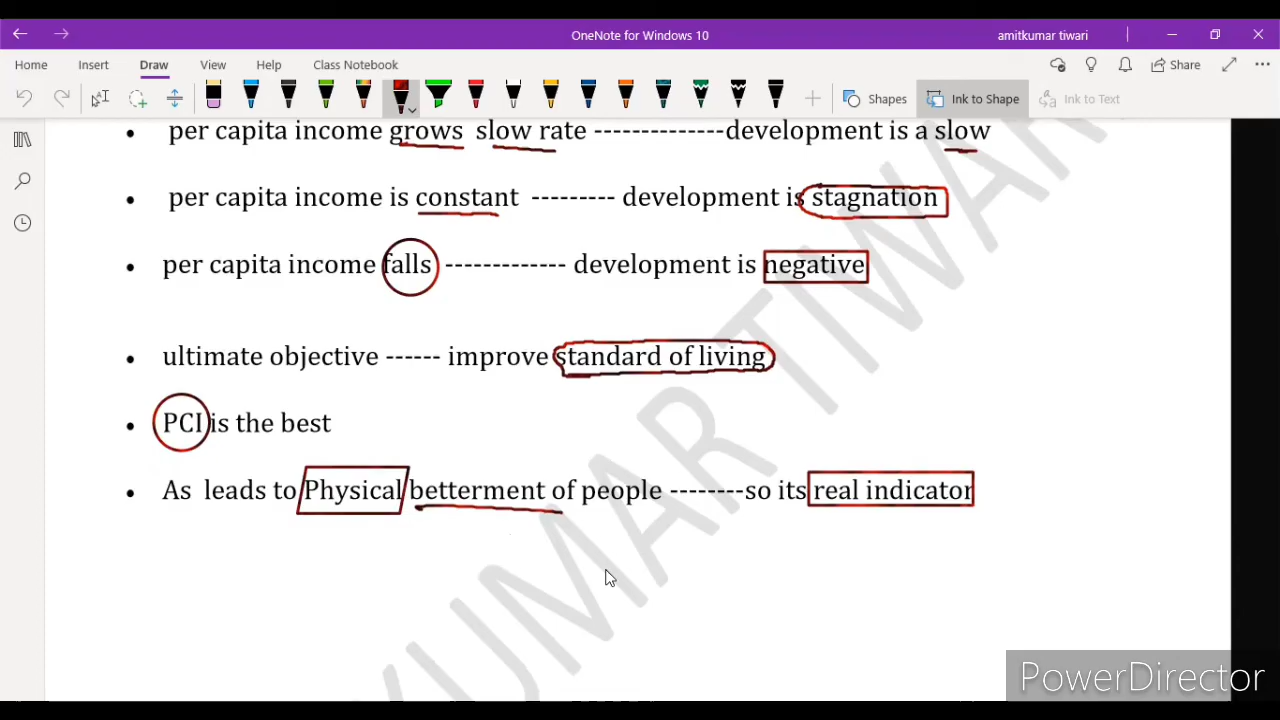 OneNote for Windows 10
amitkumar tiwari
Home Insert Draw View Help Class Notebook
Share
Shapes Ink to Shape Ink to Text
• per capita income grows slow rate --------------development is a slow
• per capita income is constant --------- development is stagnation
• per capita income falls ------------- development is negative
• ultimate objective ------ improve standard of living
• PCI is the best
• As leads to Physical betterment of people --------so its real indicator
KUMAR TIWARI
PowerDirector